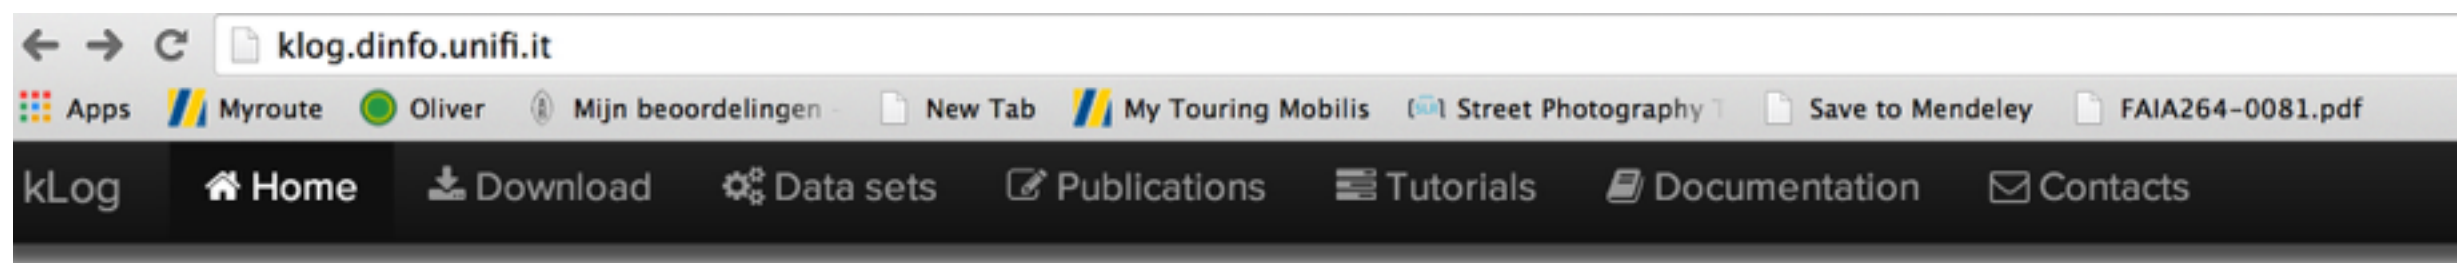 klog.dinfo.unifi.it
Apps Myroute Oliver Mijn beoordelingen - New Tab My Touring Mobilis Street Photography T Save to Mendeley FAIA264-0081.pdf
kLog Home Download Data sets Publications Tutorials Documentation Contacts